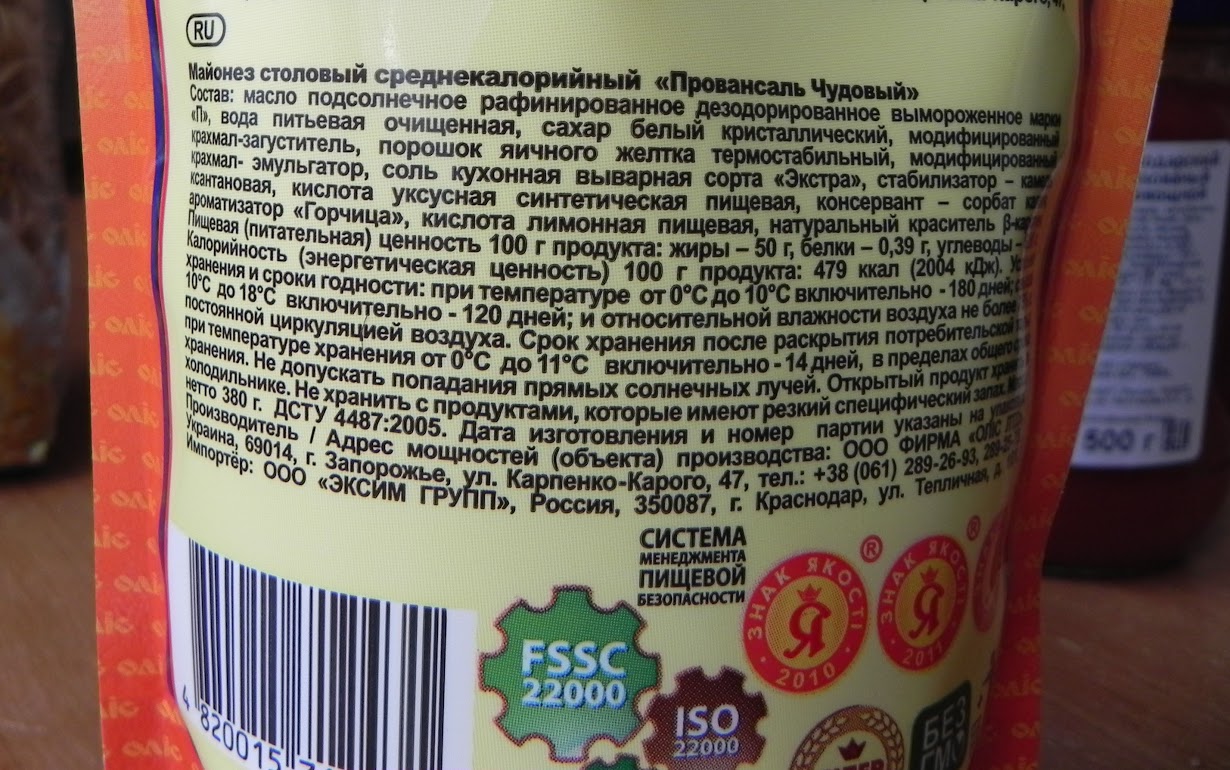 RU
Майонез столовый среднекалорийный «Провансаль Чудовый»
Состав: масло подсолнечное рафинированное дезодорированное вымороженное марки
«П», вода питьевая очищенная, сахар белый кристаллический, модифицированный
крахмал-загуститель, порошок яичного желтка термостабильный, модифицированный
крахмал- эмульгатор, соль кухонная выварная сорта «Экстра», стабилизатор –
ксантановая, кислота уксусная синтетическая пищевая, консервант – сорбат
ароматизатор «Горчица», кислота лимонная пищевая, натуральный краситель
Пищевая (питательная) ценность 100 г продукта: жиры – 50 г, белки – 0,39 г, углеводы –
Калорийность (энергетическая ценность) 100 г продукта: 479 ккал (2004 кДж).
хранения и сроки годности: при температуре от 0°С до 10°С включительно - 180 дней;
10°С до 18°С включительно - 120 дней; и относительной влажности воздуха не более
постоянной циркуляцией воздуха. Срок хранения после раскрытия потребительской
при температуре хранения от 0°С до 11°С включительно - 14 дней, в пределах общего
хранения. Не допускать попадания прямых солнечных лучей. Открытый продукт
холодильнике. Не хранить с продуктами, которые имеют резкий специфический запах.
нетто 380 г. ДСТУ 4487:2005. Дата изготовления и номер партии указаны на
Производитель / Адрес мощностей (объекта) производства: ООО ФИРМА «ОЛІС
Украина, 69014, г. Запорожье, ул. Карпенко-Карого, 47, тел.: +38 (061) 289-26-93,
Импортёр: ООО «ЭКСИМ ГРУПП», Россия, 350087, г. Краснодар, ул. Тепличная, д.
СИСТЕМА
МЕНЕДЖМЕНТА
ПИЩЕВОЙ
БЕЗОПАСНОСТИ
ЗНАК ЯКОСТІ
Я
2010
®
ЗНАК ЯКОСТІ
Я
2011
®
FSSC
22000
ISO
22000
БЕЗ
ГМО
4 820015
500 г